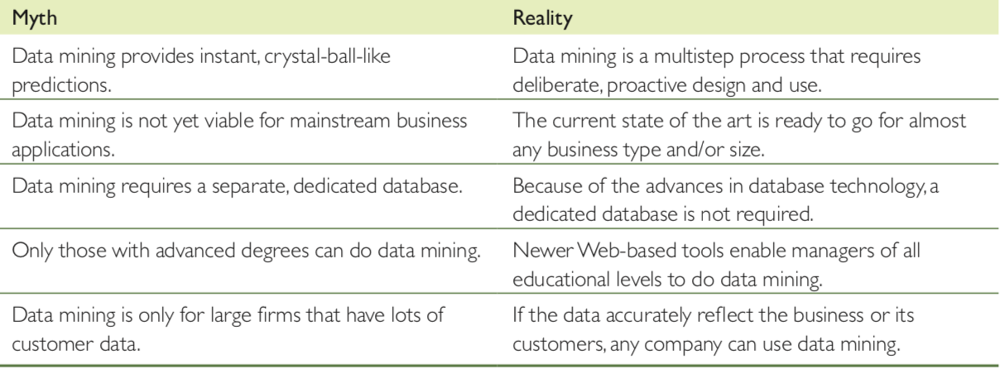 Myth Reality
Data mining provides instant, crystal-ball-like
predictions.
Data mining is a multistep process that requires
deliberate, proactive design and use.
Data mining is not yet viable for mainstream business
applications.
The current state of the art is ready to go for almost
any business type and/or size.
Data mining requires a separate, dedicated database.
Because of the advances in database technology, a
dedicated database is not required.
Only those with advanced degrees can do data mining.
Newer Web-based tools enable managers of all
educational levels to do data mining.
Data mining is only for large firms that have lots of
customer data.
If the data accurately reflect the business or its
customers, any company can use data mining.